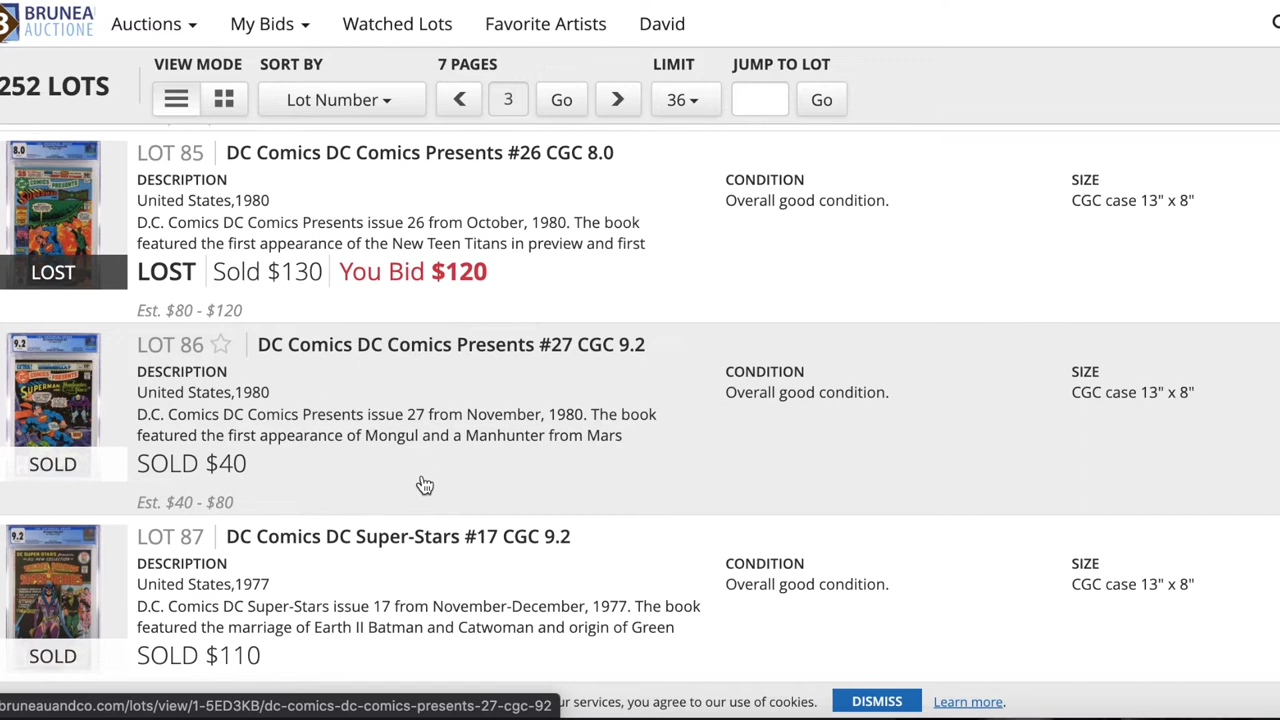 BRUNEA
AUCTIONE
Auctions
My Bids
Watched Lots
Favorite Artists
David
252 LOTS
VIEW MODE
SORT BY
7 PAGES
LIMIT
JUMP TO LOT
Lot Number
3
Go
36
Go
8.0
LOT 85
DC Comics DC Comics Presents #26 CGC 8.0
DESCRIPTION
United States,1980
D.C. Comics DC Comics Presents issue 26 from October, 1980. The book
featured the first appearance of the New Teen Titans in preview and first
CONDITION
Overall good condition.
SIZE
CGC case 13" x 8"
LOST
LOST
Sold $130
You Bid $120
Est. $80 - $120
9.2
SUPERMAN
LOT 86
DC Comics DC Comics Presents #27 CGC 9.2
DESCRIPTION
United States,1980
D.C. Comics DC Comics Presents issue 27 from November, 1980. The book
featured the first appearance of Mongul and a Manhunter from Mars
CONDITION
Overall good condition.
SIZE
CGC case 13" x 8"
SOLD
SOLD $40
Est. $40 - $80
9.2
LOT 87
DC Comics DC Super-Stars #17 CGC 9.2
DESCRIPTION
United States,1977
D.C. Comics DC Super-Stars issue 17 from November-December, 1977. The book
featured the marriage of Earth II Batman and Catwoman and origin of Green
CONDITION
Overall good condition.
SIZE
CGC case 13" x 8"
SOLD
SOLD $110
bruneauandco.com/lots/view/1-5ED3KB/dc-comics-dc-comics-presents-27-cgc-92
ur services, you agree to our use of cookies.
DISMISS
Learn more.